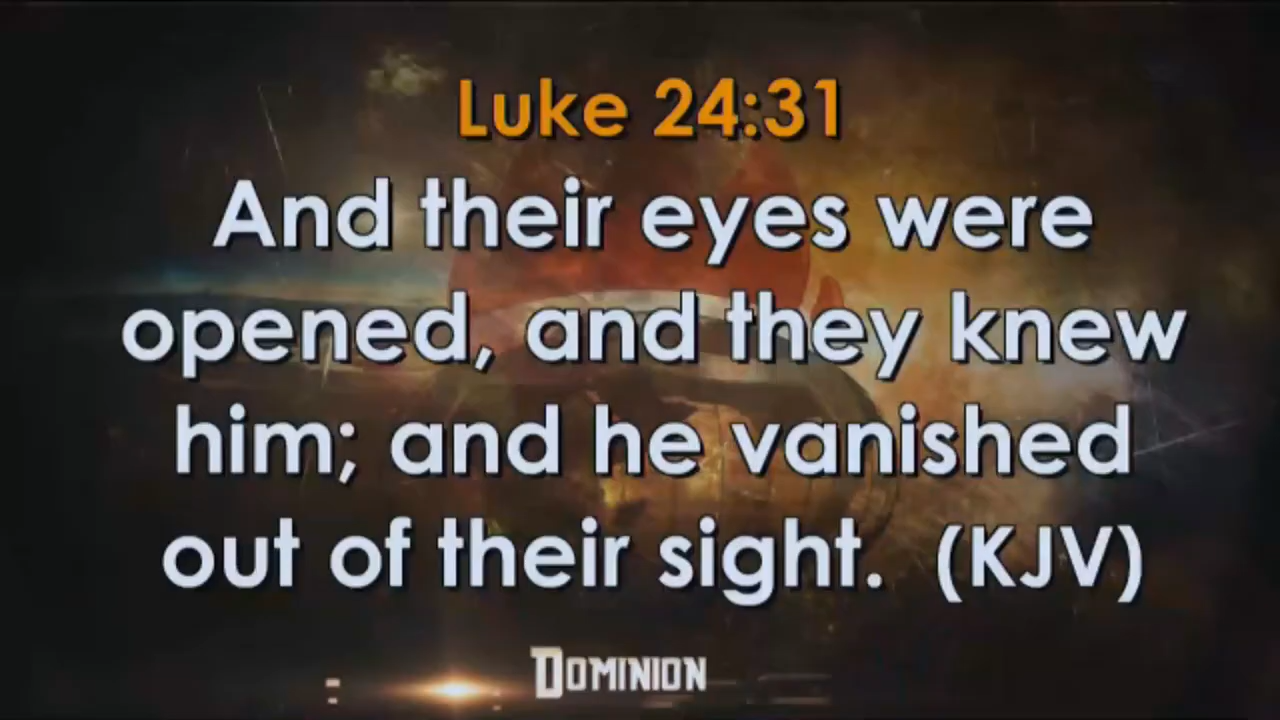 Luke 24:31
And their eyes were
opened, and they knew
him; and he vanished
out of their sight. (KJV)
DOMINION